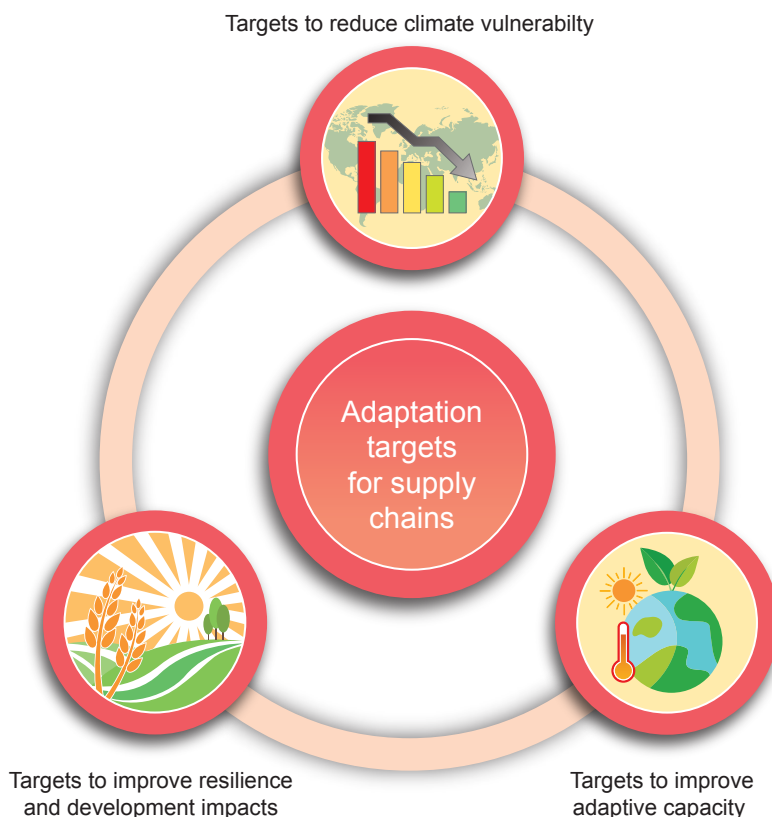 Targets to reduce climate vulnerabilty
Adaptation
targets
for supply
chains
Targets to improve resilience
and development impacts
Targets to improve
adaptive capacity